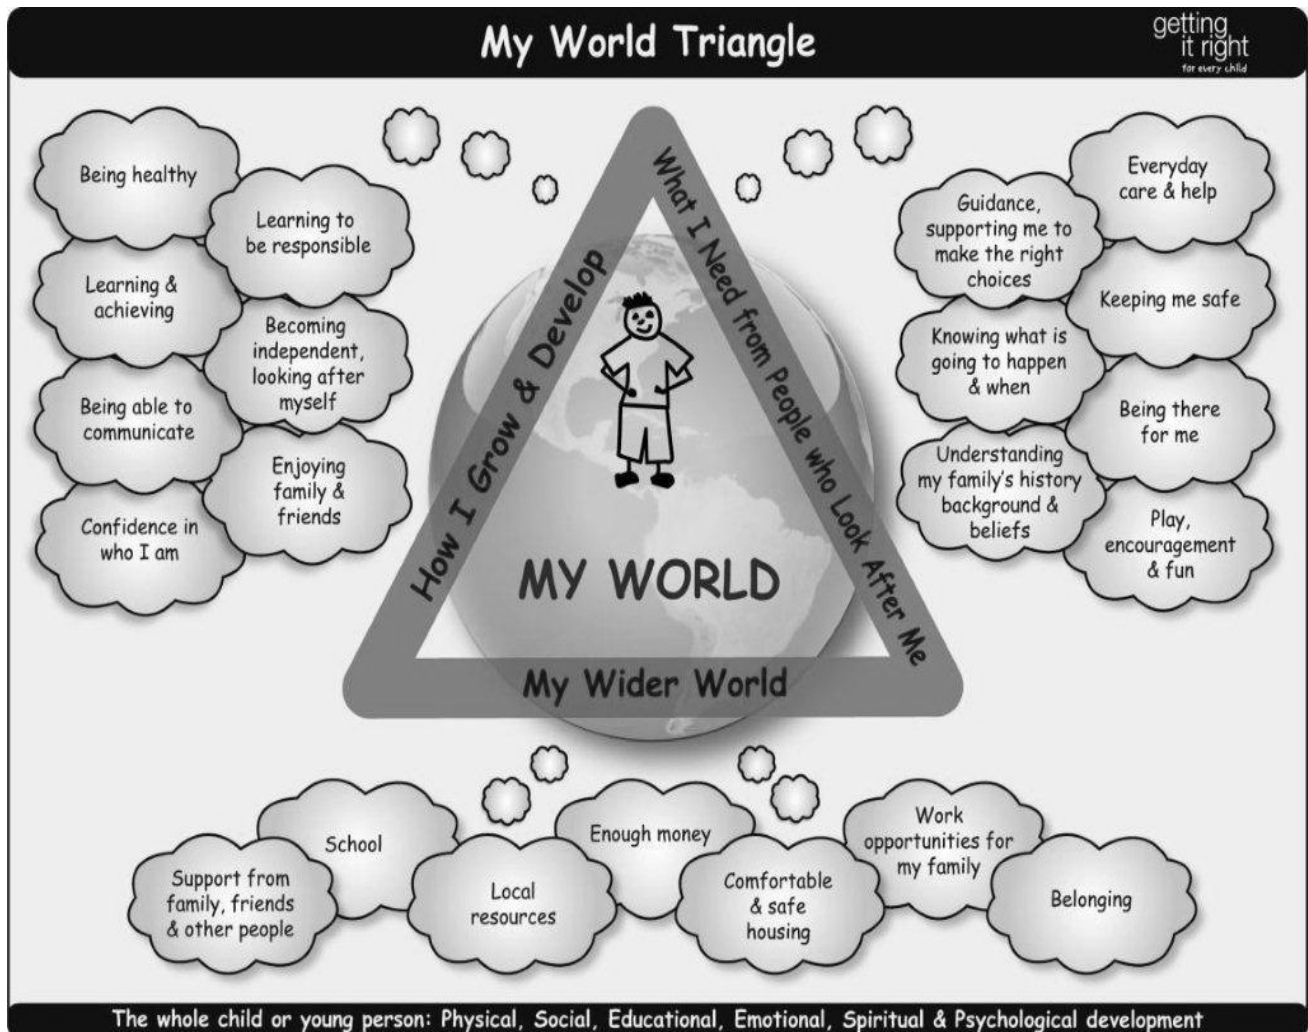 My World Triangle
getting
it right
for every child
Being healthy
Learning to
be responsible
Learning &
achieving
Becoming
independent,
looking after
myself
Being able to
communicate
Enjoying
family &
friends
Confidence in
who I am
How I Grow & Develop
What I Need from People who Look After Me
MY WORLD
My Wider World
Everyday
care & help
Guidance,
supporting me to
make the right
choices
Keeping me safe
Knowing what is
going to happen
& when
Being there
for me
Understanding
my family's history
background &
beliefs
Play,
encouragement
& fun
Support from
family, friends
& other people
School
Local
resources
Enough money
Comfortable
& safe
housing
Work
opportunities for
my family
Belonging
The whole child or young person: Physical, Social, Educational, Emotional, Spiritual & Psychological development